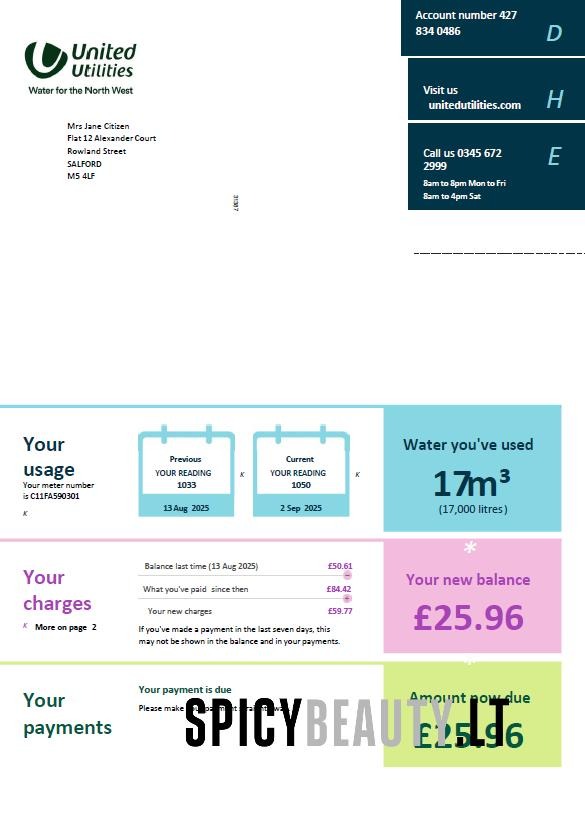 United
Utilities
Water for the North West
Account number 427
834 0486
D
Visit us
unitedutilities.com
H
Call us 0345 672
2999
E
8am to 8pm Mon to Fri
8am to 4pm Sat
Mrs Jane Citizen
Flat 12 Alexander Court
Rowland Street
SALFORD
M5 4LF
Your
usage
Your meter number
is C11FA590301
K
Previous
YOUR READING
1033
13 Aug 2025
K
Current
YOUR READING
1050
2 Sep 2025
K
Water you've used
17m³
(17,000 litres)
Your
charges
K More on page 2
Balance last time (13 Aug 2025) £50.61
−
What you've paid since then £84.42
+
Your new charges £59.77
If you've made a payment in the last seven days, this
may not be shown in the balance and in your payments.
*
Your new balance
£25.96
Your
payments
Your payment is due
Please make your payment straight away.
Amount now due
£25.96
SPICYBEAUTY.LT